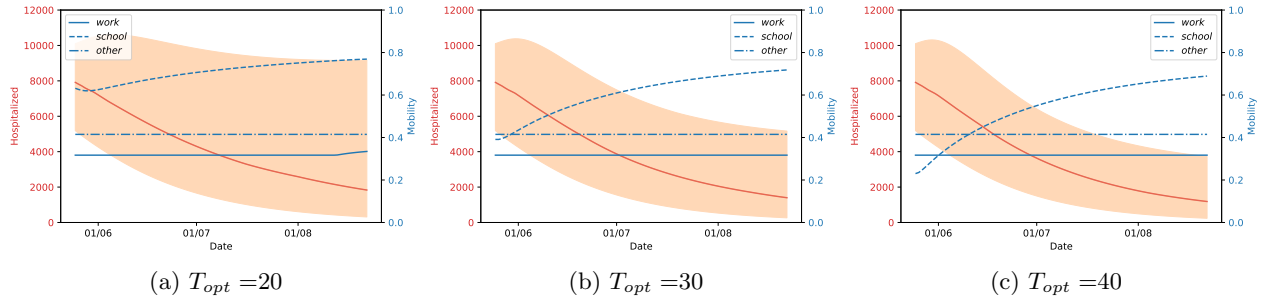 12000
10000
8000
6000
4000
2000
0
Hospitalized
work
school
other
1.0
0.8
0.6
0.4
0.2
0.0
Mobility
01/06
01/07
01/08
Date
(a) T_opt =20
12000
10000
8000
6000
4000
2000
0
Hospitalized
work
school
other
1.0
0.8
0.6
0.4
0.2
0.0
Mobility
01/06
01/07
01/08
Date
(b) T_opt =30
12000
10000
8000
6000
4000
2000
0
Hospitalized
work
school
other
1.0
0.8
0.6
0.4
0.2
0.0
Mobility
01/06
01/07
01/08
Date
(c) T_opt =40